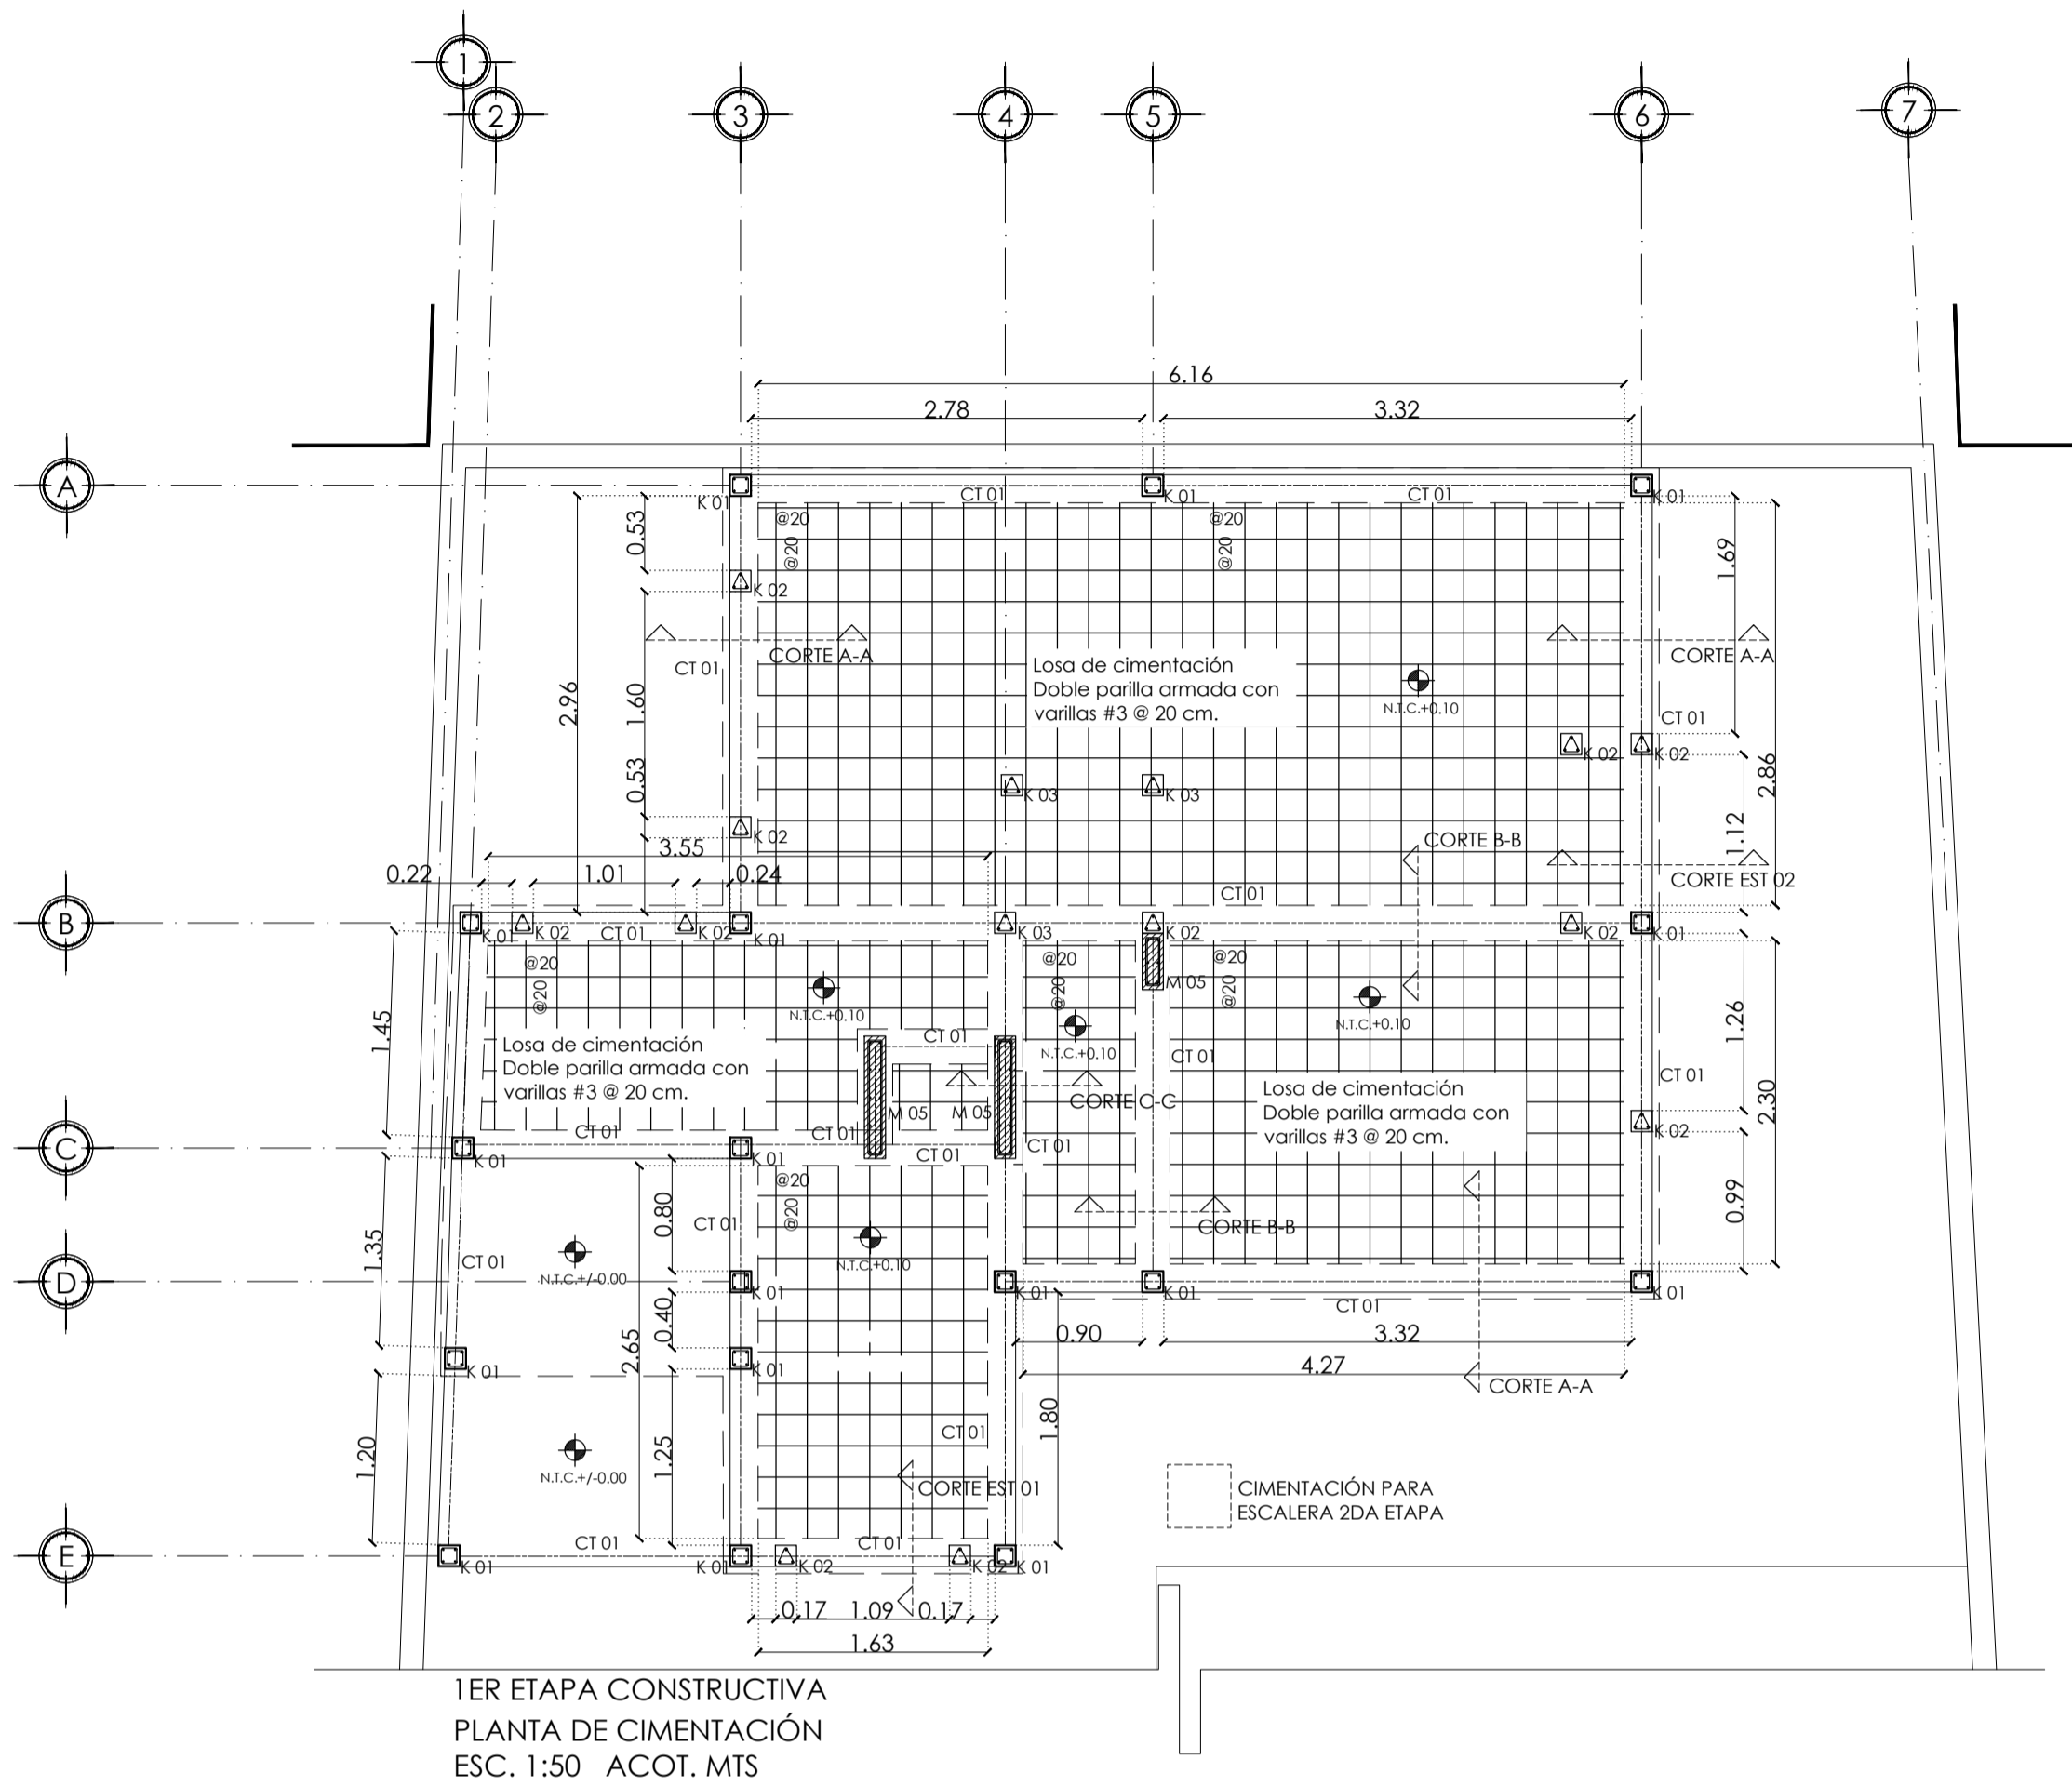 1
2
3
4
5
6
7
6.16
2.78
3.32
A
CT 01
CT 01
K 01
K 01
K 01
@20
@20
@20
@20
0.53
1.69
K 02
CORTE A-A
CT 01
CORTE A-A
Losa de cimentación
Doble parilla armada con
varillas #3 @ 20 cm.
N.T.C.+0.10
2.96
1.60
CT 01
K 02
K 02
0.53
K 03
K 03
2.86
K 02
1.12
CORTE B-B
3.55
0.22
1.01
0.24
CORTE EST 02
CT 01
B
K 01
K 02
CT 01
K 02
K 01
K 03
K 02
K 02
K 01
@20
@20
@20
@20
@20
@20
M 05
N.T.C.+0.10
N.T.C.+0.10
N.T.C.+0.10
1.45
1.26
CT 01
CT 01
CT 01
Losa de cimentación
Doble parilla armada con
varillas #3 @ 20 cm.
Losa de cimentación
Doble parilla armada con
varillas #3 @ 20 cm.
CORTE C-C
M 05
M 05
2.30
C
CT 01
CT 01
CT 01
CT 01
K 02
K 01
K 01
@20
@20
0.80
0.99
CT 01
CORTE B-B
1.35
CT 01
N.T.C.+/-0.00
N.T.C.+0.10
D
K 01
K 01
K 01
K 01
CT 01
0.40
2.65
0.90
3.32
4.27
K 01
K 01
CORTE A-A
1.80
1.20
1.25
CT 01
N.T.C.+/-0.00
CORTE EST 01
CIMENTACIÓN PARA
ESCALERA 2DA ETAPA
E
CT 01
CT 01
K 01
K 01
K 02
K 02
K 01
0.17
1.09
0.17
1.63
1ER ETAPA CONSTRUCTIVA
PLANTA DE CIMENTACIÓN
ESC. 1:50 ACOT. MTS